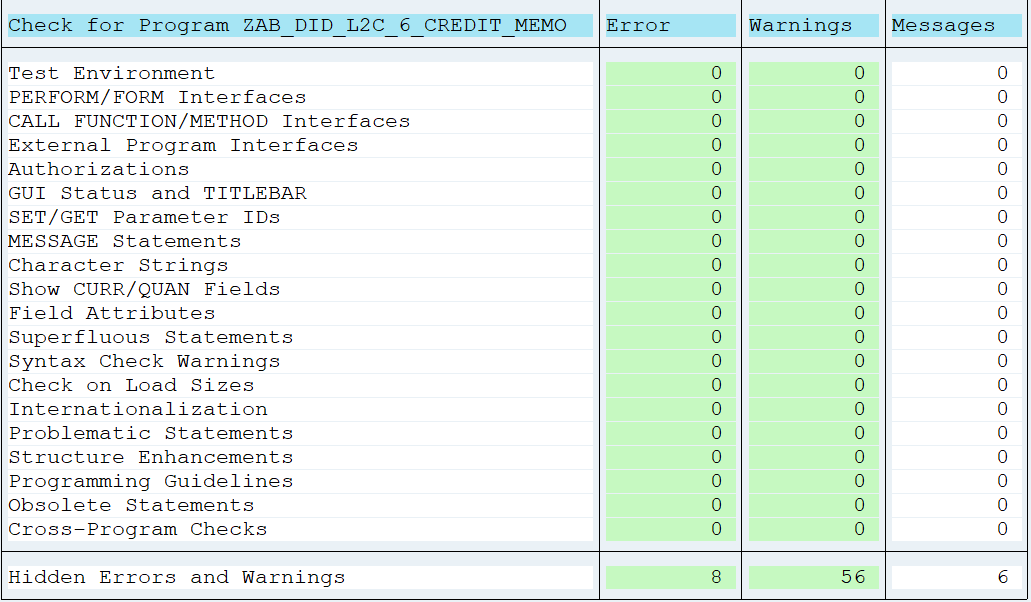 Check for Program ZAB_DID_L2C_6_CREDIT_MEMO Error Warnings Messages
Test Environment 0 0 0
PERFORM/FORM Interfaces 0 0 0
CALL FUNCTION/METHOD Interfaces 0 0 0
External Program Interfaces 0 0 0
Authorizations 0 0 0
GUI Status and TITLEBAR 0 0 0
SET/GET Parameter IDs 0 0 0
MESSAGE Statements 0 0 0
Character Strings 0 0 0
Show CURR/QUAN Fields 0 0 0
Field Attributes 0 0 0
Superfluous Statements 0 0 0
Syntax Check Warnings 0 0 0
Check on Load Sizes 0 0 0
Internationalization 0 0 0
Problematic Statements 0 0 0
Structure Enhancements 0 0 0
Programming Guidelines 0 0 0
Obsolete Statements 0 0 0
Cross-Program Checks 0 0 0
Hidden Errors and Warnings 8 56 6